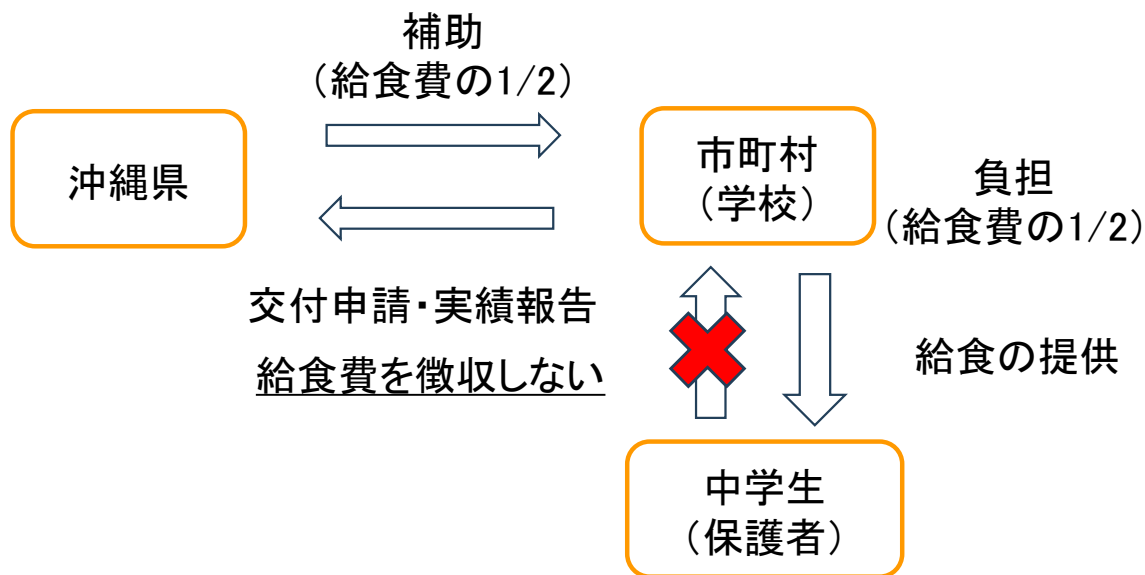 補助
（給食費の1/2）
沖縄県
市町村
（学校）
負担
（給食費の1/2）
交付申請・実績報告
給食費を徴収しない
給食の提供
中学生
（保護者）